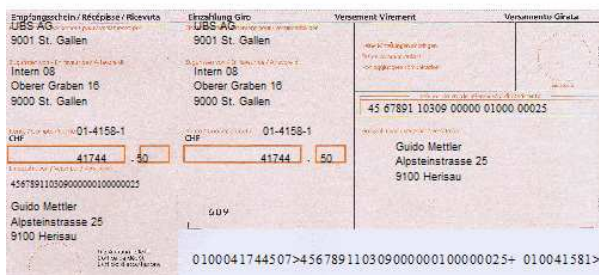 Empfangsschein / Récépissé / Ricevuta
UBS AG
9001 St. Gallen
Intern 08
Oberer Graben 16
9000 St. Gallen
01-4158-1
CHF
41744 . 50
456789110309000000100000025
Guido Mettler
Alpsteinstrasse 25
9100 Herisau
Einzahlung Giro
UBS AG
9001 St. Gallen
Intern 08
Oberer Graben 16
9000 St. Gallen
01-4158-1
CHF
41744 . 50
609
Versement Virement
Versamento Girata
45 67891 10309 00000 01000 00025
Guido Mettler
Alpsteinstrasse 25
9100 Herisau
0100041744507>456789110309000000100000025+ 010041581>